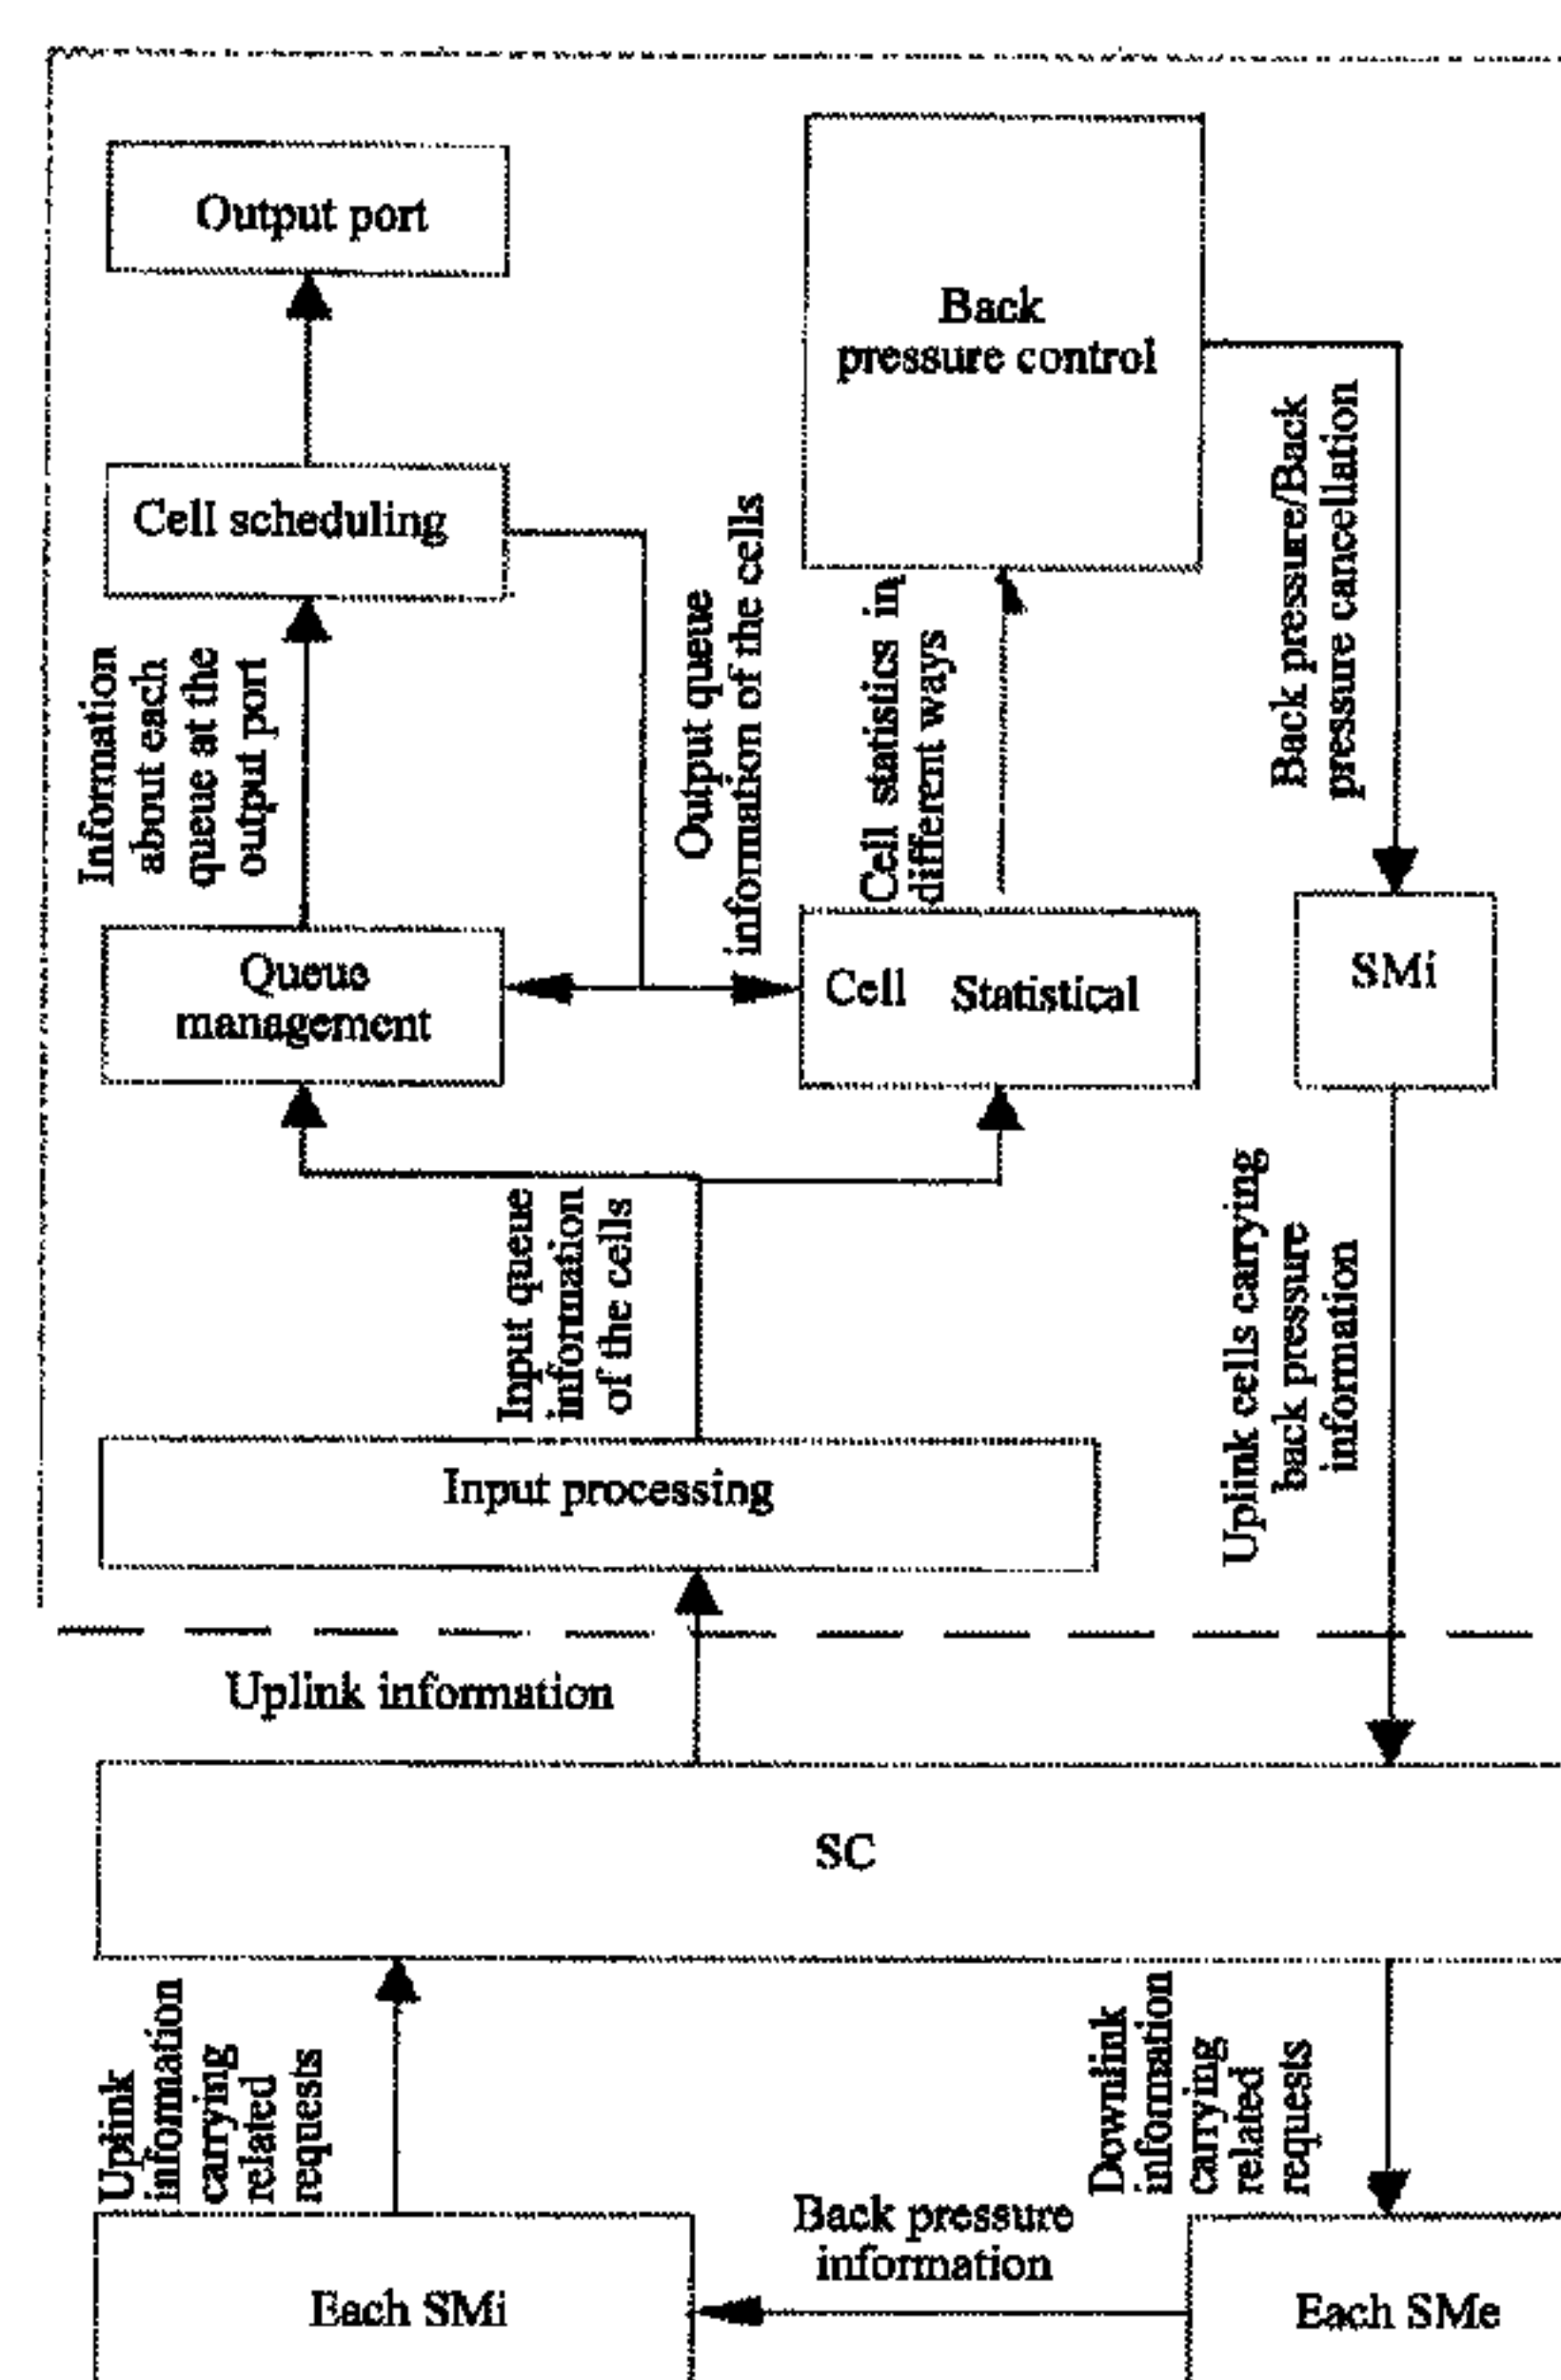 Output port
Back
pressure control
Back pressure/Back
pressure cancellation
Cell scheduling
Information
about each
queue at the
output port
Output queue
information of the cells
Cell statistics in
different ways
Queue
management
Cell Statistical
SMi
Input queue
information
of the cells
Uplink cells carrying
back pressure
information
Input processing
Uplink information
SC
Uplink
information
carrying
related
requests
Downlink
information
carrying
related
requests
Back pressure
information
Each SMi
Each SMe